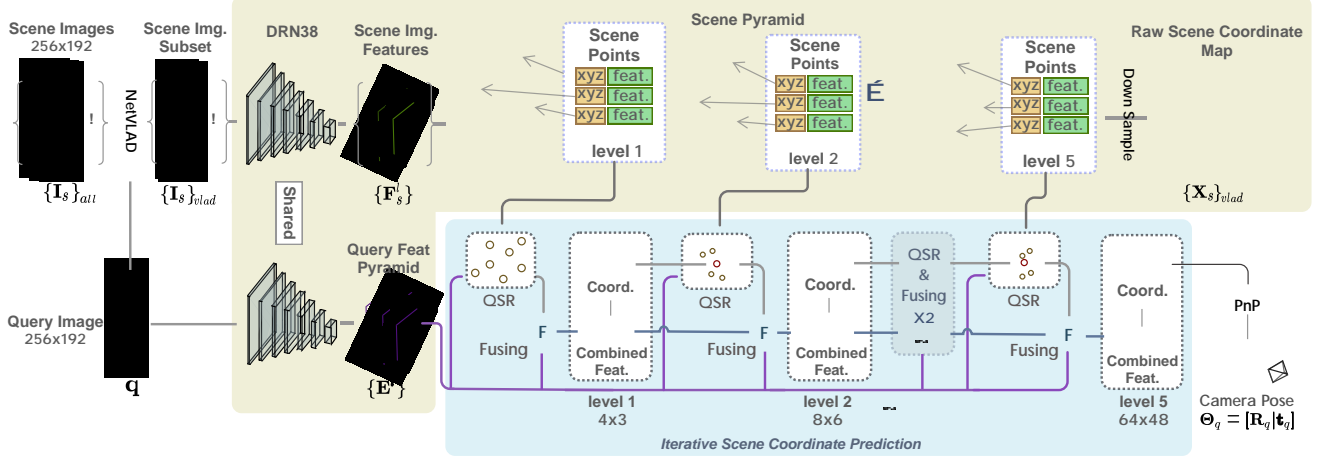 Scene Images
256x192
Scene Img.
Subset
DRN38
Scene Img.
Features
Scene Pyramid
Raw Scene Coordinate
Map
Scene
Points
xyz feat.
xyz feat.
xyz feat.
level 1
Scene
Points
xyz feat.
xyz feat.
xyz feat.
level 2
É
Scene
Points
xyz feat.
xyz feat.
xyz feat.
level 5
Down Sample
!
NetVLAD
!
{I_s}_all
{I_s}_vlad
{F_s^l}
{X_s}_vlad
Shared
Query Feat
Pyramid
Query Image
256x192
q
QSR
Coord.
QSR
Coord.
QSR
&
Fusing
X2
QSR
Coord.
PnP
F
F
F
Fusing
Fusing
Fusing
Combined
Feat.
Combined
Feat.
Combined
Feat.
level 1
4x3
level 2
8x6
level 5
64x48
Camera Pose
Θ_q = [R_q|t_q]
Iterative Scene Coordinate Prediction